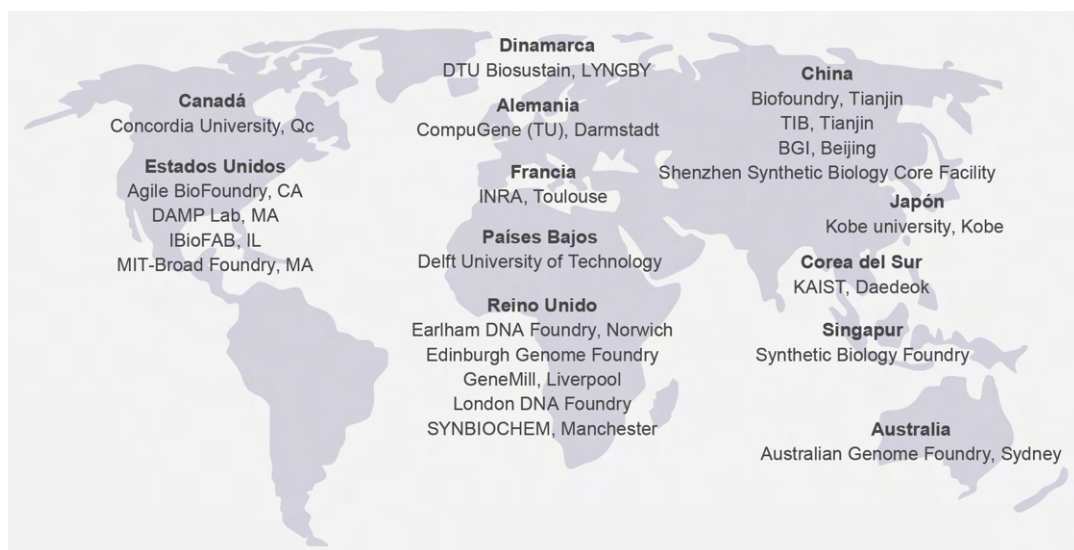 Canadá
Concordia University, Qc
Estados Unidos
Agile BioFoundry, CA
DAMP Lab, MA
IBioFAB, IL
MIT-Broad Foundry, MA
Dinamarca
DTU Biosustain, LYNGBY
Alemania
CompuGene (TU), Darmstadt
Francia
INRA, Toulouse
Países Bajos
Delft University of Technology
Reino Unido
Earlham DNA Foundry, Norwich
Edinburgh Genome Foundry
GeneMill, Liverpool
London DNA Foundry
SYNBIOCHEM, Manchester
China
Biofoundry, Tianjin
TIB, Tianjin
BGI, Beijing
Shenzhen Synthetic Biology Core Facility
Japón
Kobe university, Kobe
Corea del Sur
KAIST, Daedeok
Singapur
Synthetic Biology Foundry
Australia
Australian Genome Foundry, Sydney